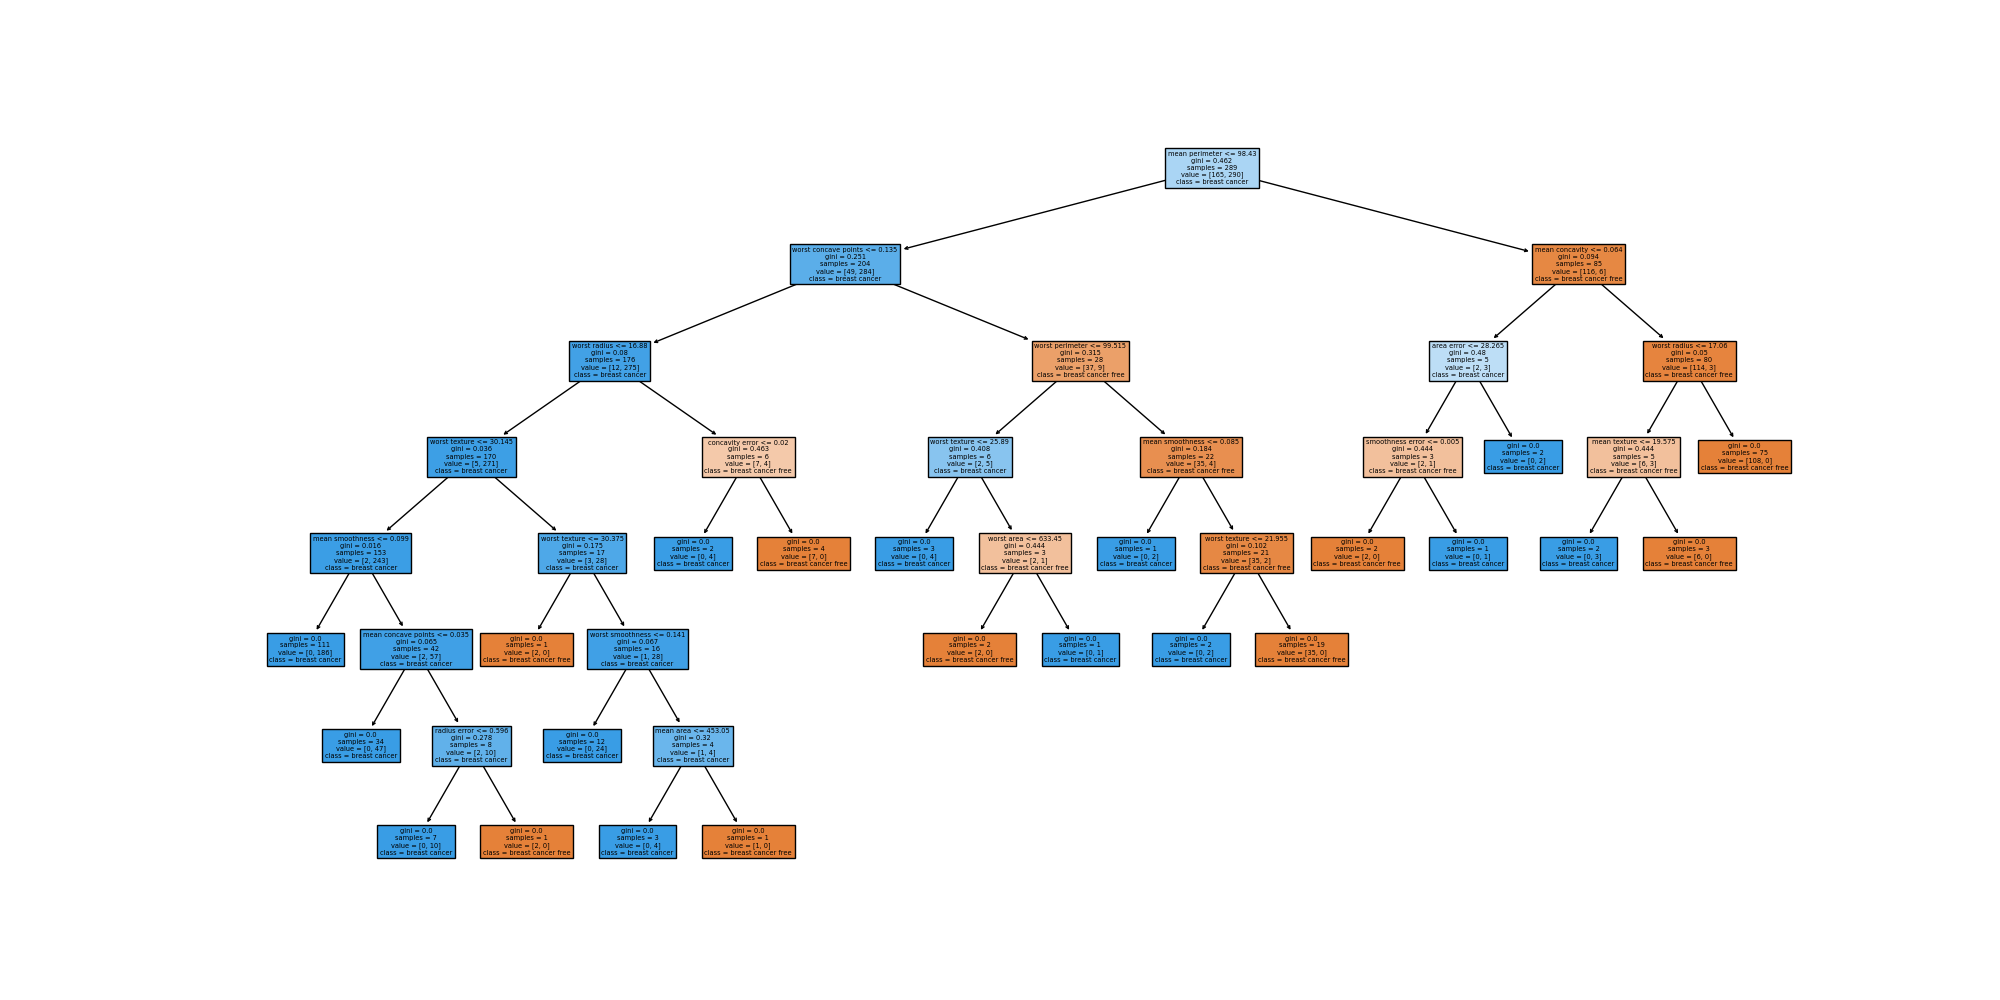 mean perimeter <= 98.43
gini = 0.462
samples = 289
value = [165, 290]
class = breast cancer
worst concave points <= 0.135
gini = 0.251
samples = 204
value = [49, 284]
class = breast cancer
mean concavity <= 0.064
gini = 0.094
samples = 85
value = [116, 6]
class = breast cancer free
worst radius <= 16.88
gini = 0.08
samples = 176
value = [12, 275]
class = breast cancer
worst perimeter <= 99.515
gini = 0.315
samples = 28
value = [37, 9]
class = breast cancer free
area error <= 28.265
gini = 0.48
samples = 5
value = [2, 3]
class = breast cancer
worst radius <= 17.06
gini = 0.05
samples = 80
value = [114, 3]
class = breast cancer free
worst texture <= 30.145
gini = 0.036
samples = 170
value = [5, 271]
class = breast cancer
concavity error <= 0.02
gini = 0.463
samples = 6
value = [7, 4]
class = breast cancer free
worst texture <= 25.89
gini = 0.408
samples = 6
value = [2, 5]
class = breast cancer
mean smoothness <= 0.085
gini = 0.184
samples = 22
value = [35, 4]
class = breast cancer free
smoothness error <= 0.005
gini = 0.444
samples = 3
value = [2, 1]
class = breast cancer free
gini = 0.0
samples = 2
value = [0, 2]
class = breast cancer
mean texture <= 19.575
gini = 0.444
samples = 5
value = [6, 3]
class = breast cancer free
gini = 0.0
samples = 75
value = [108, 0]
class = breast cancer free
mean smoothness <= 0.099
gini = 0.016
samples = 153
value = [2, 243]
class = breast cancer
worst texture <= 30.375
gini = 0.175
samples = 17
value = [3, 28]
class = breast cancer
gini = 0.0
samples = 2
value = [0, 4]
class = breast cancer
gini = 0.0
samples = 4
value = [7, 0]
class = breast cancer free
gini = 0.0
samples = 3
value = [0, 4]
class = breast cancer
worst area <= 633.45
gini = 0.444
samples = 3
value = [2, 1]
class = breast cancer free
gini = 0.0
samples = 1
value = [0, 2]
class = breast cancer
worst texture <= 21.955
gini = 0.102
samples = 21
value = [35, 2]
class = breast cancer free
gini = 0.0
samples = 2
value = [2, 0]
class = breast cancer free
gini = 0.0
samples = 1
value = [0, 1]
class = breast cancer
gini = 0.0
samples = 2
value = [0, 3]
class = breast cancer
gini = 0.0
samples = 3
value = [6, 0]
class = breast cancer free
gini = 0.0
samples = 111
value = [0, 186]
class = breast cancer
mean concave points <= 0.035
gini = 0.065
samples = 42
value = [2, 57]
class = breast cancer
gini = 0.0
samples = 1
value = [2, 0]
class = breast cancer free
worst smoothness <= 0.141
gini = 0.067
samples = 16
value = [1, 28]
class = breast cancer
gini = 0.0
samples = 2
value = [2, 0]
class = breast cancer free
gini = 0.0
samples = 1
value = [0, 1]
class = breast cancer
gini = 0.0
samples = 2
value = [0, 2]
class = breast cancer
gini = 0.0
samples = 19
value = [35, 0]
class = breast cancer free
gini = 0.0
samples = 34
value = [0, 47]
class = breast cancer
radius error <= 0.596
gini = 0.278
samples = 8
value = [2, 10]
class = breast cancer
gini = 0.0
samples = 12
value = [0, 24]
class = breast cancer
mean area <= 453.05
gini = 0.32
samples = 4
value = [1, 4]
class = breast cancer
gini = 0.0
samples = 7
value = [0, 10]
class = breast cancer
gini = 0.0
samples = 1
value = [2, 0]
class = breast cancer free
gini = 0.0
samples = 3
value = [0, 4]
class = breast cancer
gini = 0.0
samples = 1
value = [1, 0]
class = breast cancer free